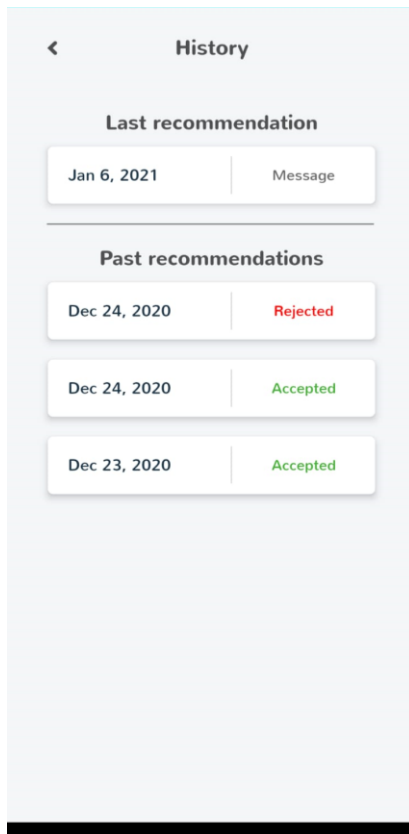 History
Last recommendation
Jan 6, 2021 Message
Past recommendations
Dec 24, 2020 Rejected
Dec 24, 2020 Accepted
Dec 23, 2020 Accepted